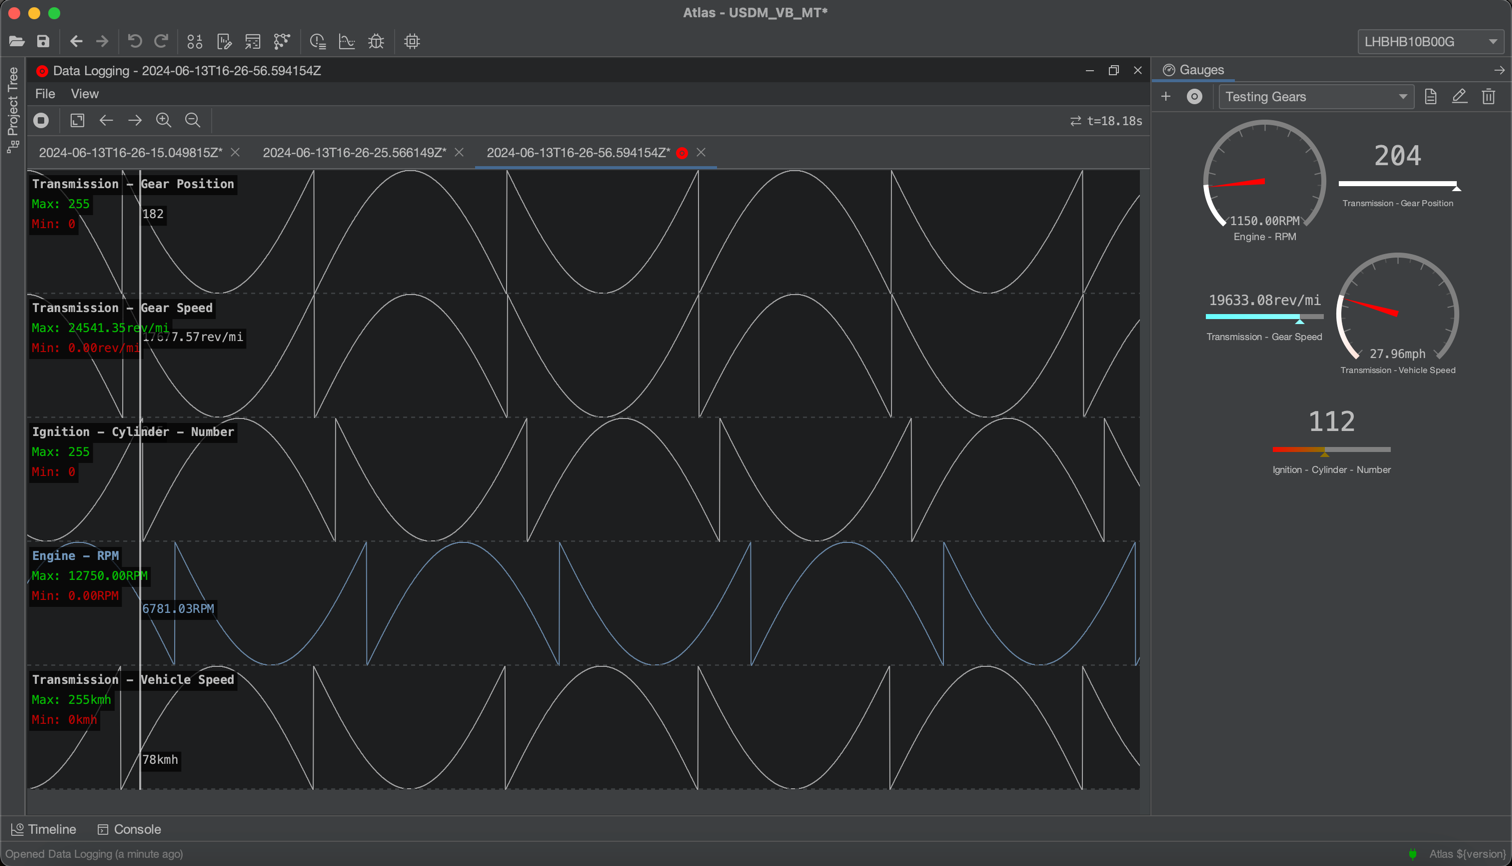 Atlas - USDM_VB_MT*
LHBHB10B00G
Project Tree
Data Logging - 2024-06-13T16-26-56.594154Z
File View
t=18.18s
2024-06-13T16-26-15.049815Z*
2024-06-13T16-26-25.566149Z*
2024-06-13T16-26-56.594154Z*
Transmission - Gear Position
Max: 255
Min: 0
182
Transmission - Gear Speed
Max: 24541.35rev/mi
Min: 0.00rev/mi
17877.57rev/mi
Ignition - Cylinder - Number
Max: 255
Min: 0
Engine - RPM
Max: 12750.00RPM
Min: 0.00RPM
6781.03RPM
Transmission - Vehicle Speed
Max: 255kmh
Min: 0kmh
78kmh
Gauges
Testing Gears
1150.00RPM
Engine - RPM
204
Transmission - Gear Position
19633.08rev/mi
Transmission - Gear Speed
27.96mph
Transmission - Vehicle Speed
112
Ignition - Cylinder - Number
Timeline
Console
Opened Data Logging (a minute ago)
Atlas ${version}